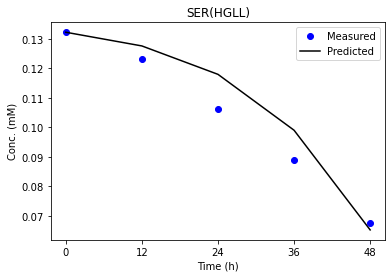 SER(HGLL)
Measured
Predicted
0.13
0.12
0.11
0.10
0.09
0.08
0.07
Conc. (mM)
0 12 24 36 48
Time (h)